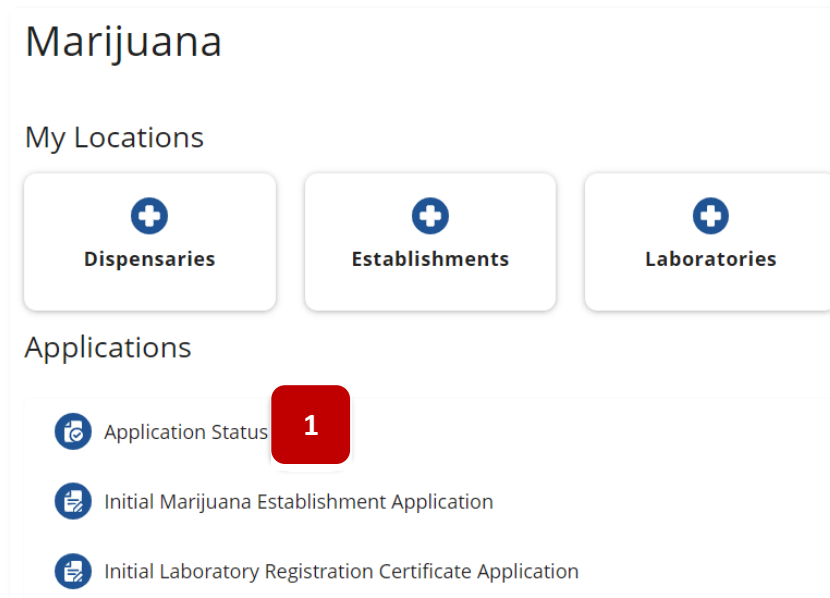 Marijuana
My Locations
Dispensaries
Establishments
Laboratories
Applications
Application Status
1
Initial Marijuana Establishment Application
Initial Laboratory Registration Certificate Application